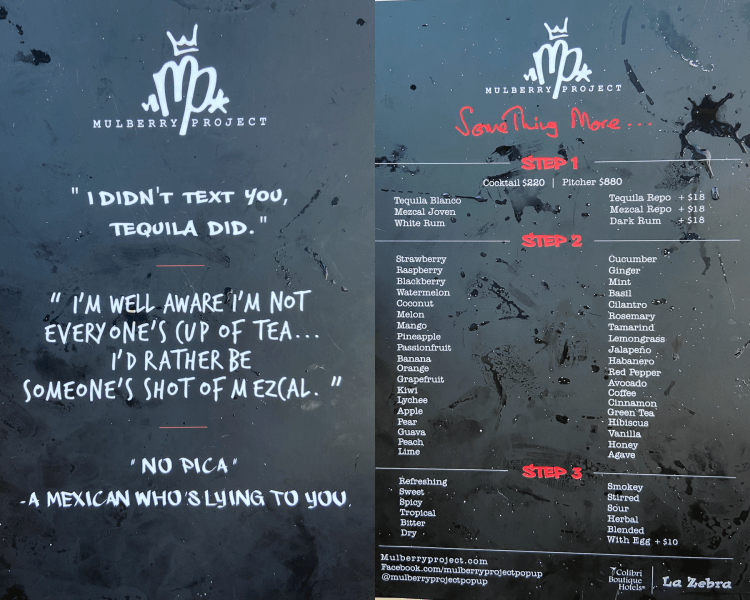 mp
MULBERRY PROJECT
" I DIDN'T TEXT YOU,
TEQUILA DID. "
" I'M WELL AWARE I'M NOT
EVERYONE'S CUP OF TEA...
I'D RATHER BE
SOMEONE'S SHOT OF MEZCAL. "
"NO PICA"
-A MEXICAN WHO'S LYING TO YOU.
mp
MULBERRY PROJECT
Something More...
STEP 1
Cocktail $220 | Pitcher $880
Tequila Blanco
Mezcal Joven
White Rum
Tequila Repo + $18
Mezcal Repo + $18
Dark Rum + $18
STEP 2
Strawberry
Raspberry
Blackberry
Watermelon
Coconut
Melon
Mango
Pineapple
Passionfruit
Banana
Orange
Grapefruit
Kiwi
Lychee
Apple
Pear
Guava
Peach
Lime
Cucumber
Ginger
Mint
Basil
Cilantro
Rosemary
Tamarind
Lemongrass
Jalapeño
Habanero
Red Pepper
Avocado
Coffee
Cinnamon
Green Tea
Hibiscus
Vanilla
Honey
Agave
STEP 3
Refreshing
Sweet
Spicy
Tropical
Bitter
Dry
Smokey
Stirred
Sour
Herbal
Blended
With Egg + $10
Mulberryproject.com
Facebook.com/mulberryprojectpopup
@mulberryprojectpopup
Colibri
Boutique
Hotels
La Zebra